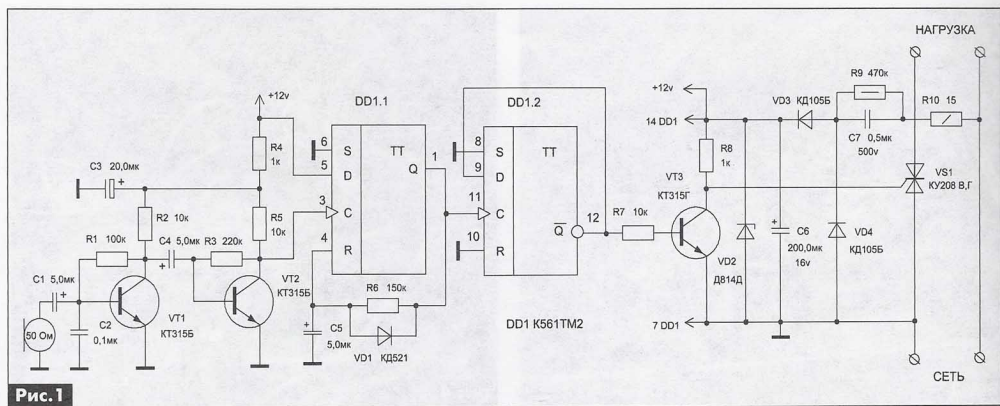 НАГРУЗКА
R9 470к
+12v
+12v
DD1.1
DD1.2
VD3 КД105Б
R10 15
14 DD1
C7 0,5мк
500v
R4
1к
6
S
TT
5
D
Q
1
8
S
TT
9
D
R8
1к
C3 20,0мк
+
VS1
КУ208 В,Г
VT3
КТ315Г
R2 10к
R5
10к
3
C
11
C
Q
12
R7 10к
R1 100к
C4 5,0мк
R3 220к
4
R
10
R
+
C6
200,0мк
16v
VD4
КД105Б
C1 5,0мк
+
+
VT2
КТ315Б
VD2
Д814Д
R6 150к
50 Ом
C2
0,1мк
VT1
КТ315Б
+
C5
5,0мк
VD1 КД521
DD1 К561ТМ2
7 DD1
СЕТЬ
Рис.1